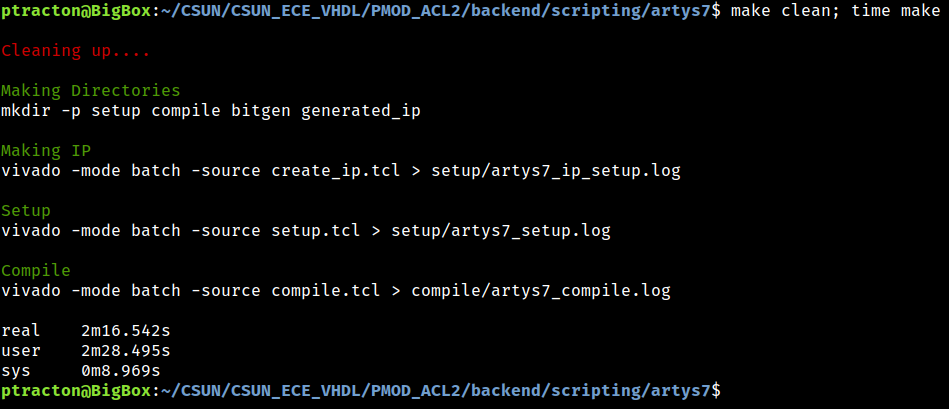 ptracton@BigBox:~/CSUN/CSUN_ECE_VHDL/PMOD_ACL2/backend/scripting/artys7$ make clean; time make
Cleaning up....
Making Directories
mkdir -p setup compile bitgen generated_ip
Making IP
vivado -mode batch -source create_ip.tcl > setup/artys7_ip_setup.log
Setup
vivado -mode batch -source setup.tcl > setup/artys7_setup.log
Compile
vivado -mode batch -source compile.tcl > compile/artys7_compile.log
real    2m16.542s
user    2m28.495s
sys     0m8.969s
ptracton@BigBox:~/CSUN/CSUN_ECE_VHDL/PMOD_ACL2/backend/scripting/artys7$